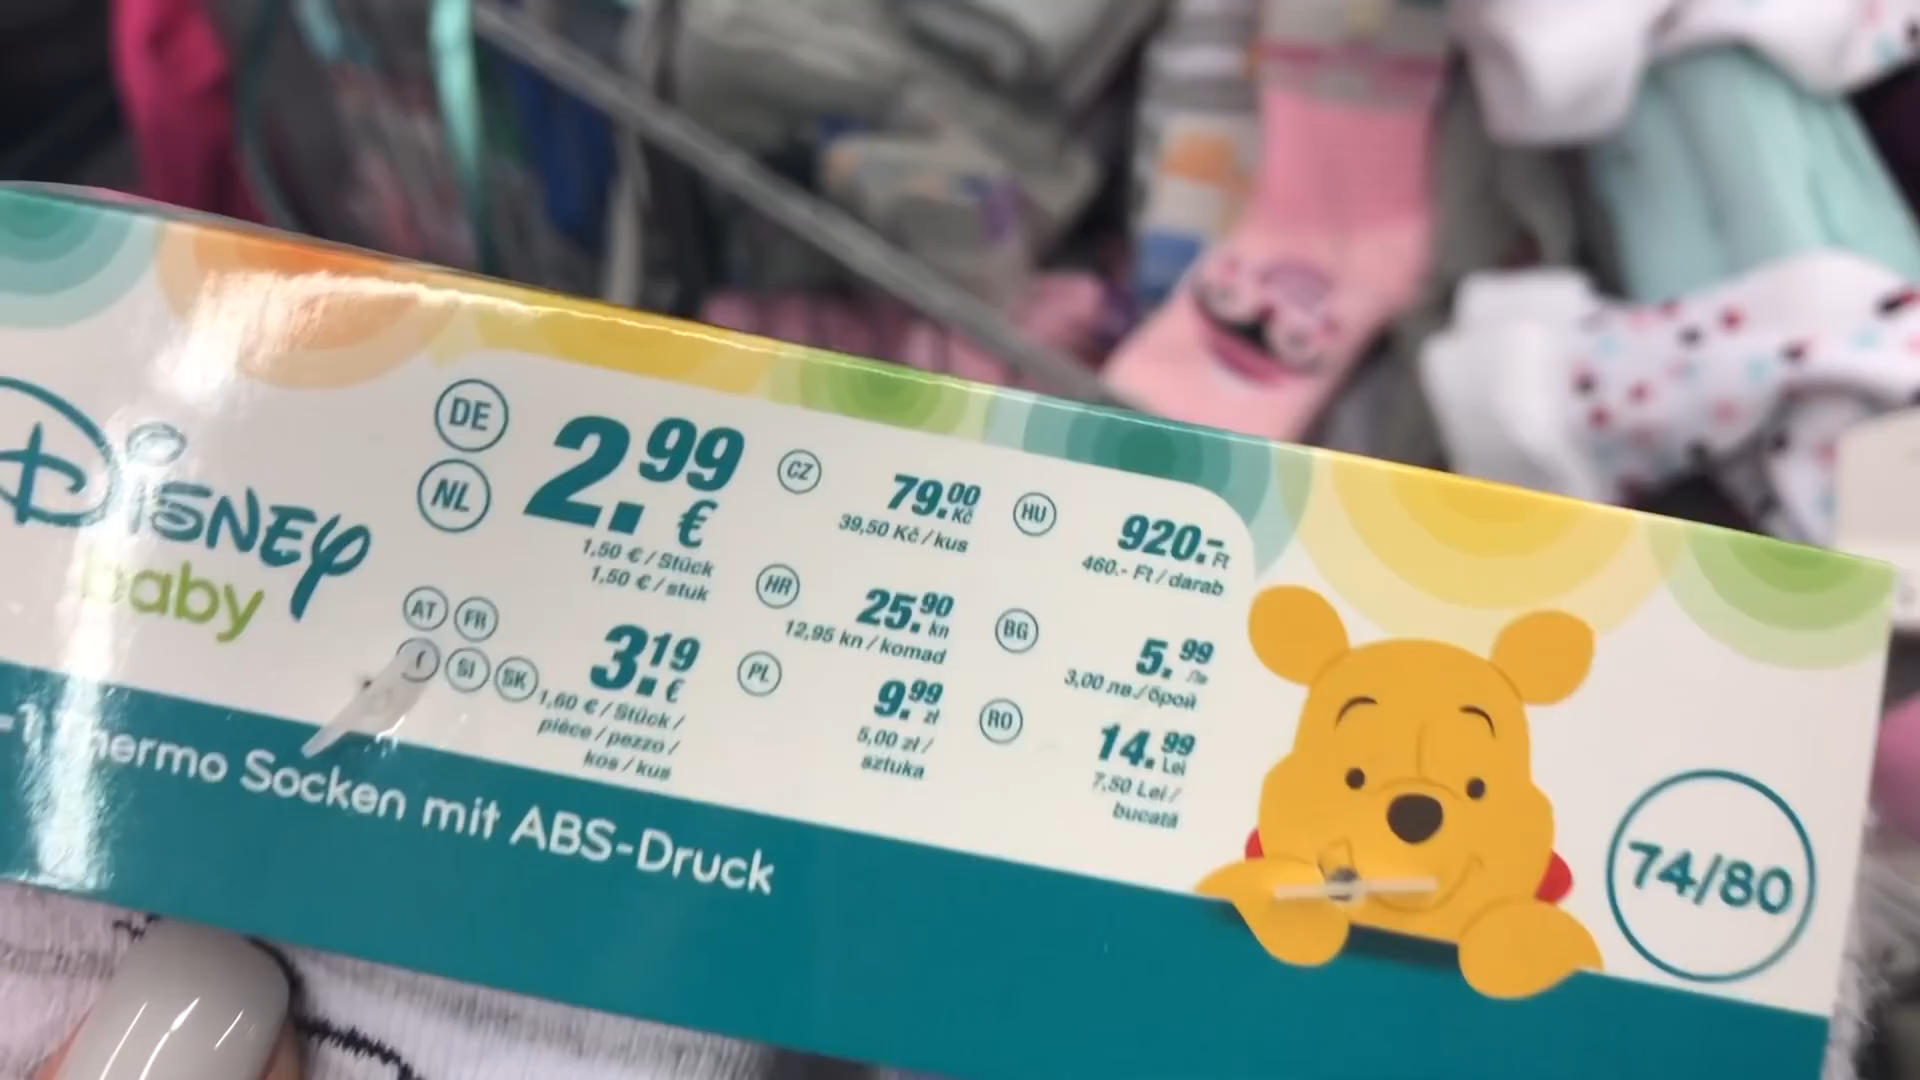 Disney
baby
DE
NL
2.99 €
1,50 € / Stück
1,50 € / stuk
AT FR
SI SK
3.19 €
1,60 € / Stück /
pièce / pezzo /
kos / kus
CZ
79.00 Kč
39,50 Kč / kus
HR
25.90 kn
12,95 kn / komad
PL
9.99 zł
5,00 zł /
sztuka
HU
920.- Ft
460.- Ft / darab
BG
5.99 Лв
3,00 лв. / брой
RO
14.99 Lei
7,50 Lei /
bucată
Socken mit ABS-Druck
74/80